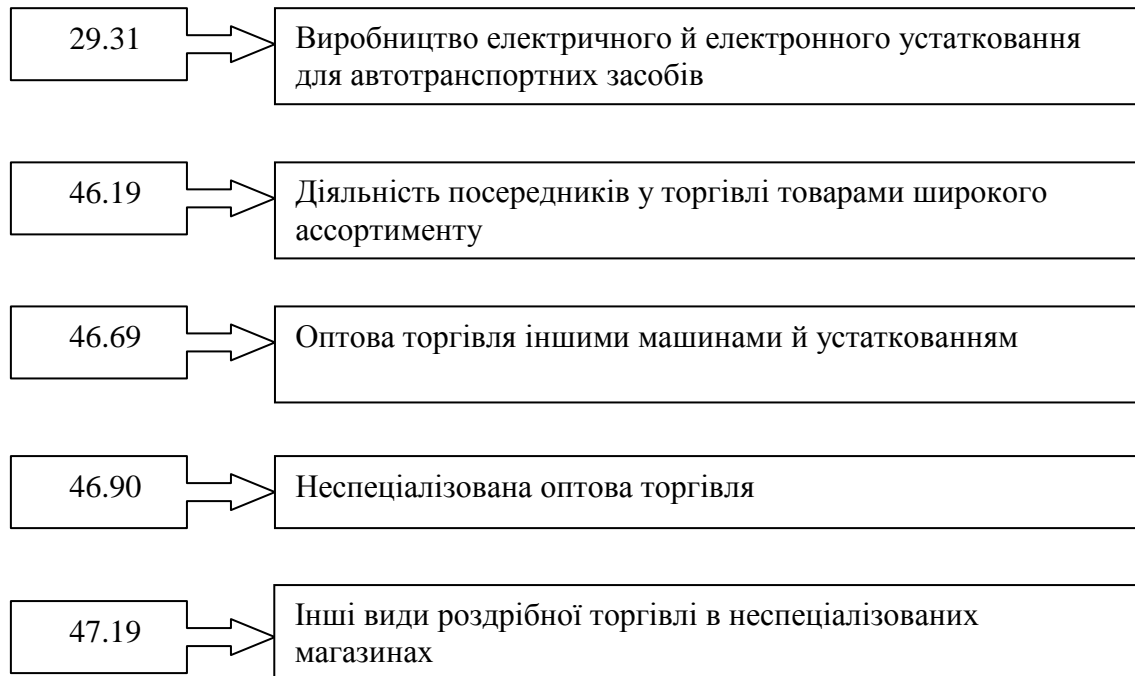 29.31
Виробництво електричного й електронного устатковання
для автотранспортних засобів
46.19
Діяльність посередників у торгівлі товарами широкого
ассортименту
46.69
Оптова торгівля іншими машинами й устаткованням
46.90
Неспеціалізована оптова торгівля
47.19
Інші види роздрібної торгівлі в неспеціалізованих
магазинах